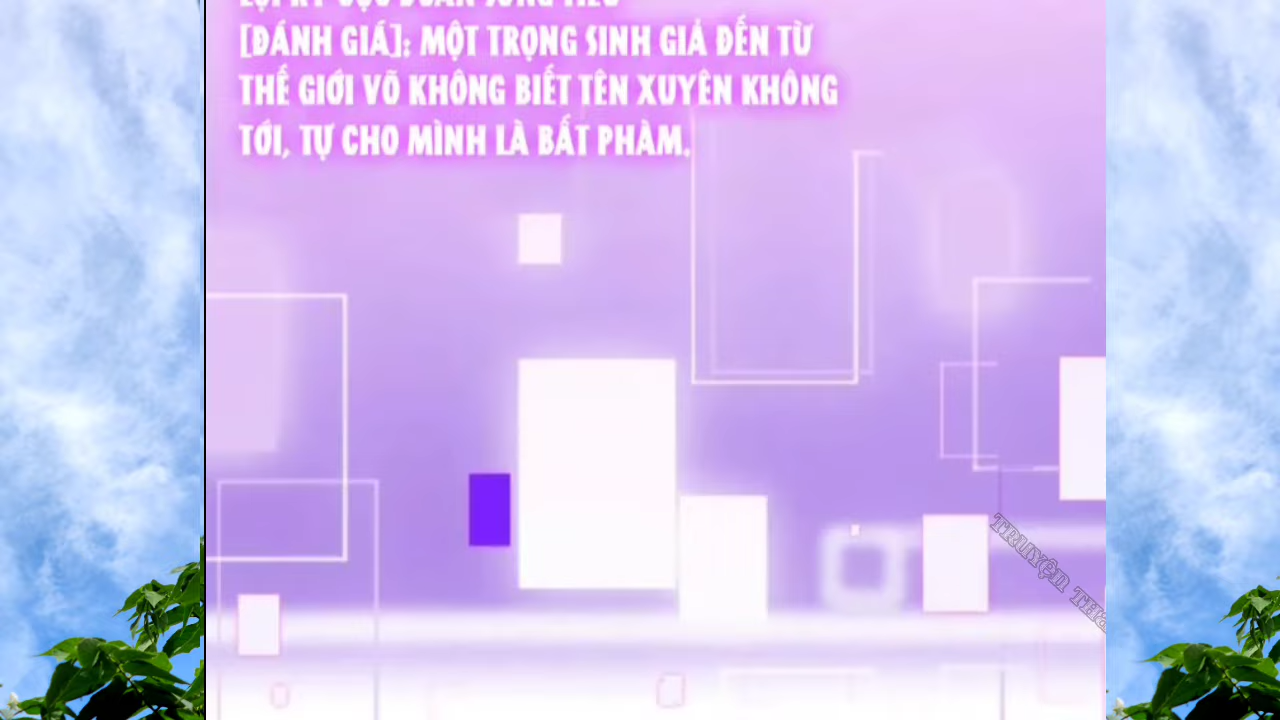 [ĐÁNH GIÁ]: MỘT TRỌNG SINH GIẢ ĐẾN TỪ
THẾ GIỚI VÕ KHÔNG BIẾT TÊN XUYÊN KHÔNG
TỚI, TỰ CHO MÌNH LÀ BẤT PHÀM.
TRUYỆN